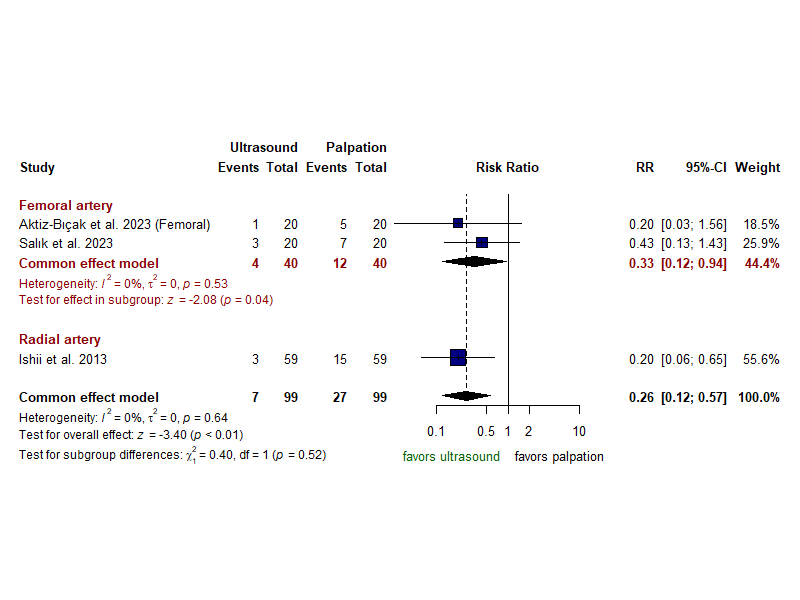 Ultrasound Palpation
Study Events Total Events Total Risk Ratio RR 95%-CI Weight
Femoral artery
Aktiz-Bıçak et al. 2023 (Femoral) 1 20 5 20 0.20 [0.03; 1.56] 18.5%
Salık et al. 2023 3 20 7 20 0.43 [0.13; 1.43] 25.9%
Common effect model 4 40 12 40 0.33 [0.12; 0.94] 44.4%
Heterogeneity: I² = 0%, τ² = 0, p = 0.53
Test for effect in subgroup: z = -2.08 (p = 0.04)
Radial artery
Ishii et al. 2013 3 59 15 59 0.20 [0.06; 0.65] 55.6%
Common effect model 7 99 27 99 0.26 [0.12; 0.57] 100.0%
Heterogeneity: I² = 0%, τ² = 0, p = 0.64
Test for overall effect: z = -3.40 (p < 0.01)
Test for subgroup differences: χ²₁ = 0.40, df = 1 (p = 0.52)
0.1 0.5 1 2 10
favors ultrasound favors palpation